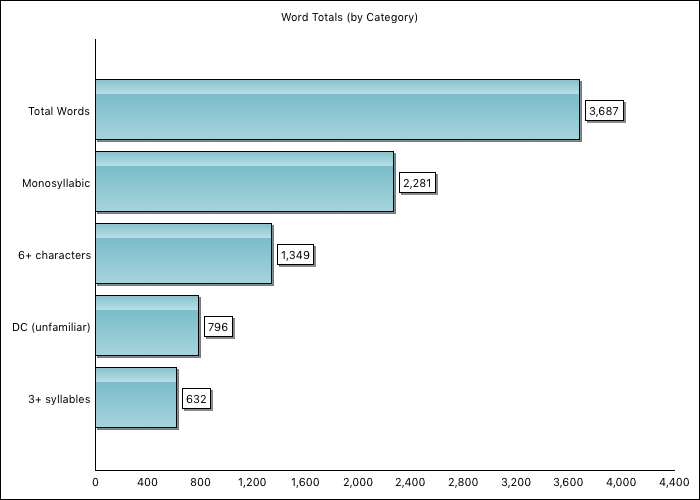 Word Totals (by Category)
Total Words 3,687
Monosyllabic 2,281
6+ characters 1,349
DC (unfamiliar) 796
3+ syllables 632
0 400 800 1,200 1,600 2,000 2,400 2,800 3,200 3,600 4,000 4,400